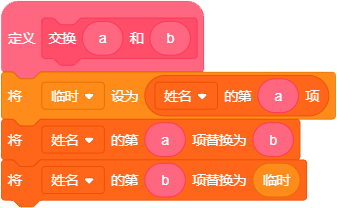 定义 交换 a 和 b
将 临时 设为 姓名 的第 a 项
将 姓名 的第 a 项替换为 b
将 姓名 的第 b 项替换为 临时